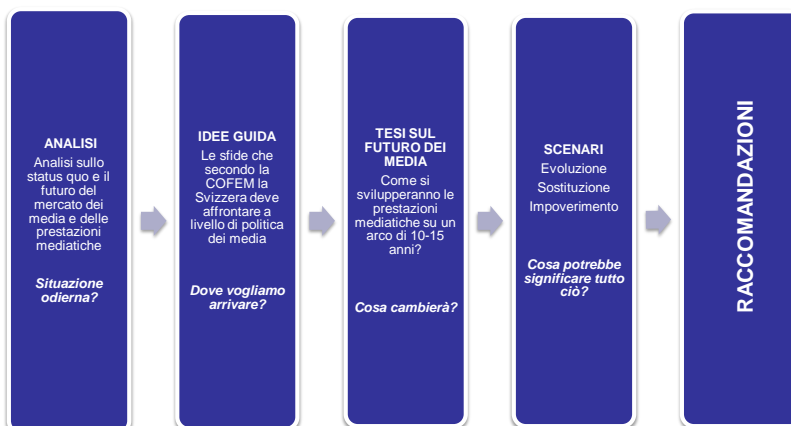 ANALISI
Analisi sullo
status quo e il
futuro del
mercato dei
media e delle
prestazioni
mediatiche
Situazione
odierna?
IDEE GUIDA
Le sfide che
secondo la
COFEM la
Svizzera deve
affrontare a
livello di politica
dei media
Dove vogliamo
arrivare?
TESI SUL
FUTURO DEI
MEDIA
Come si
svilupperanno le
prestazioni
mediatiche su un
arco di 10-15
anni?
Cosa cambierà?
SCENARI
Evoluzione
Sostituzione
Impoverimento
Cosa potrebbe
significare tutto
ciò?
RACCOMANDAZIONI